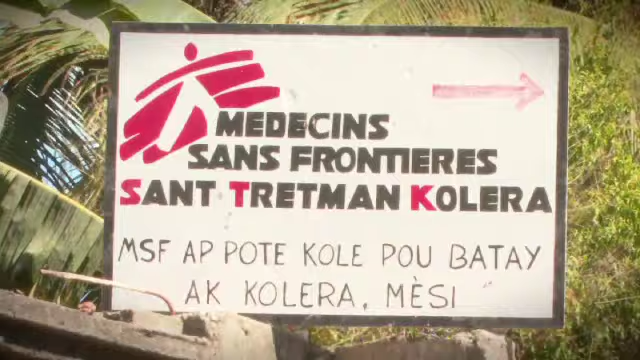 MEDECINS
SANS FRONTIERES
SANT TRETMAN KOLERA
MSF AP POTE KOLE POU BATAY
AK KOLERA. MÈSI